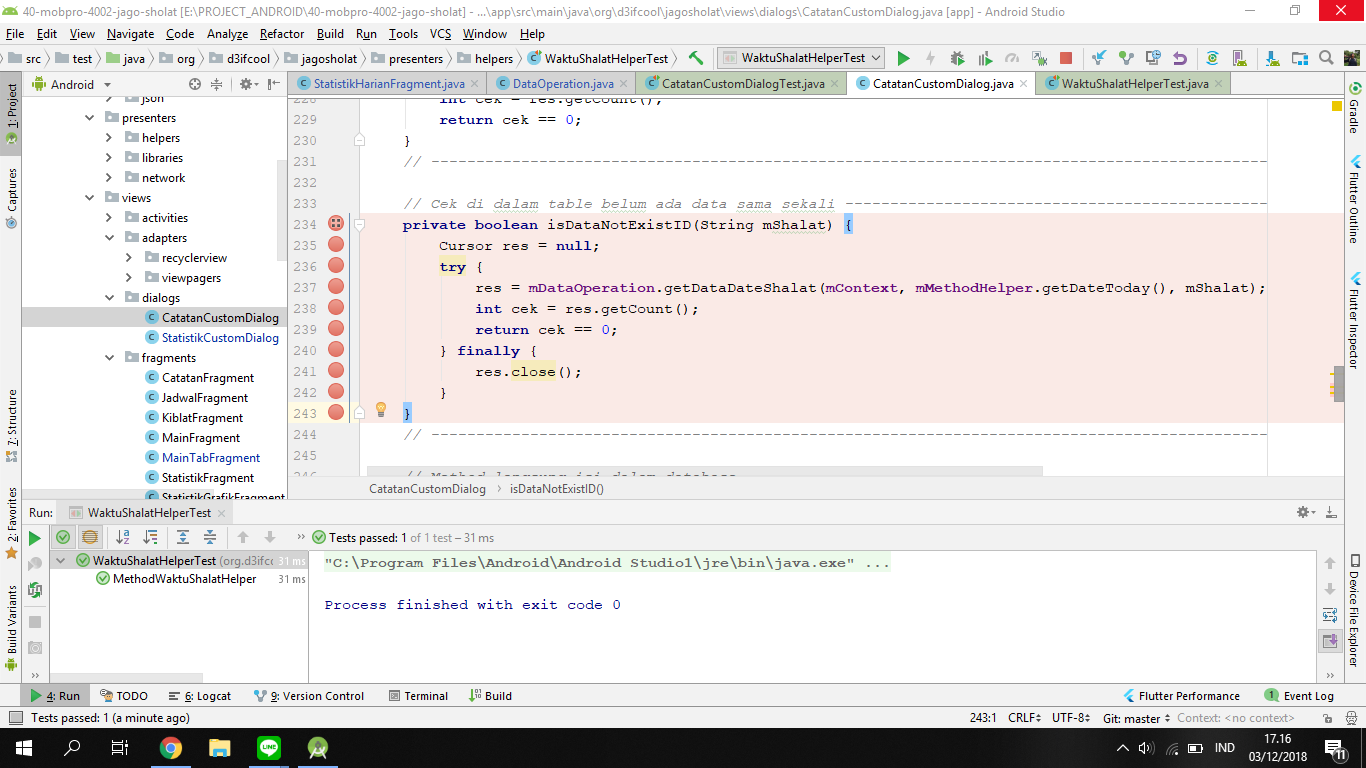 40-mobpro-4002-jago-sholat [E:\PROJECT_ANDROID\40-mobpro-4002-jago-sholat] - ...\app\src\main\java\org\d3ifcool\jagosholat\views\dialogs\CatatanCustomDialog.java [app] - Android Studio
File Edit View Navigate Code Analyze Refactor Build Run Tools VCS Window Help
src test java org d3ifcool jagosholat presenters helpers WaktuShalatHelperTest WaktuShalatHelperTest
1: Project
Captures
7: Structure
2: Favorites
Build Variants
Android
json
presenters
helpers
libraries
network
views
activities
adapters
recyclerview
viewpagers
dialogs
CatatanCustomDialog
StatistikCustomDialog
fragments
CatatanFragment
JadwalFragment
KiblatFragment
MainFragment
MainTabFragment
StatistikFragment
StatistikGrafikFragment
StatistikHarianFragment.java DataOperation.java CatatanCustomDialogTest.java CatatanCustomDialog.java WaktuShalatHelperTest.java
228 int cek = res.getCount();
229 return cek == 0;
230 }
231 // ---------------------------------------------------------------------------------------------
232
233 // Cek di dalam table belum ada data sama sekali -----------------------------------------------
234 private boolean isDataNotExistID(String mShalat) {
235 Cursor res = null;
236 try {
237 res = mDataOperation.getDataDateShalat(mContext, mMethodHelper.getDateToday(), mShalat);
238 int cek = res.getCount();
239 return cek == 0;
240 } finally {
241 res.close();
242 }
243 }
244 // ---------------------------------------------------------------------------------------------
245
246 // Method langsung isi dalam database
CatatanCustomDialog › isDataNotExistID()
Gradle
Flutter Outline
Flutter Inspector
Device File Explorer
Run: WaktuShalatHelperTest
Tests passed: 1 of 1 test – 31 ms
WaktuShalatHelperTest (org.d3ifcc 31 ms
MethodWaktuShalatHelper 31 ms
"C:\Program Files\Android\Android Studio1\jre\bin\java.exe" ...
Process finished with exit code 0
4: Run TODO 6: Logcat 9: Version Control Terminal Build Flutter Performance 1 Event Log
Tests passed: 1 (a minute ago) 243:1 CRLF UTF-8 Git: master Context: <no context>
IND 17.16
03/12/2018 11